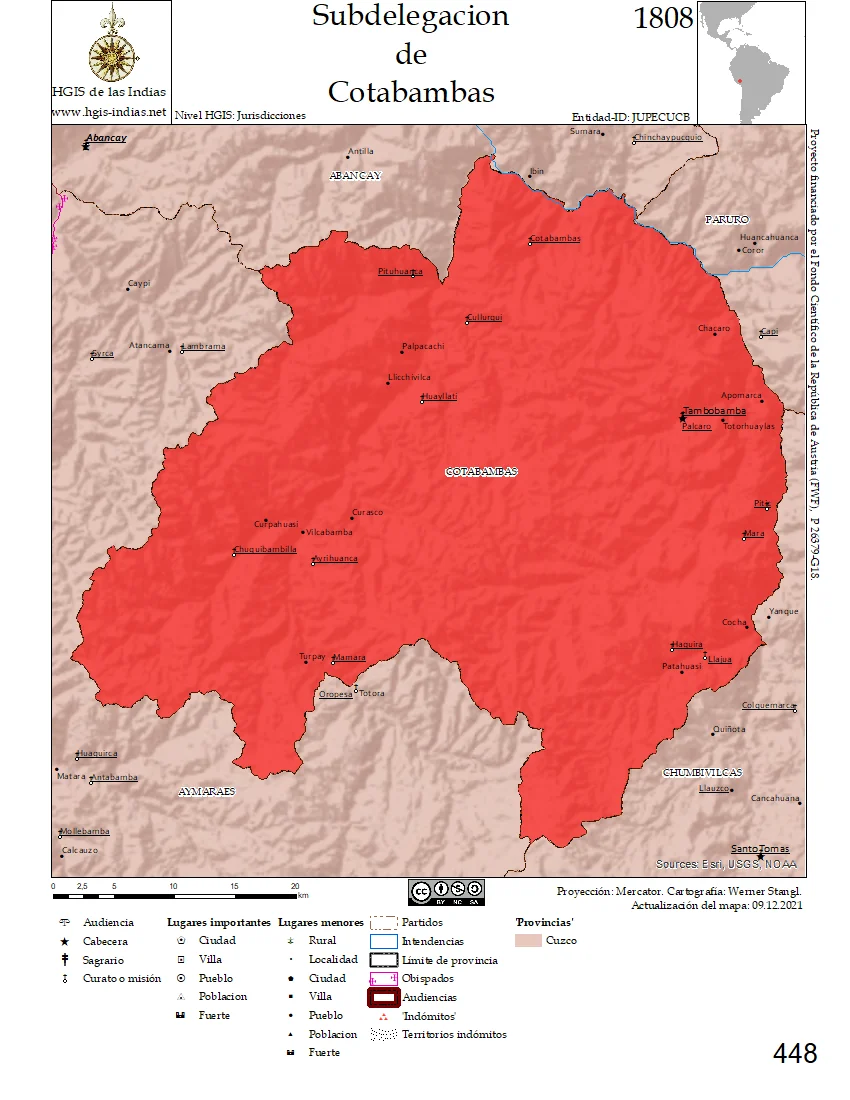 Subdelegacion
de
Cotabambas
1808
HGIS de las Indias
www.hgis-indias.net
Nivel HGIS: Jurisdicciones
Entidad-ID: JUPECUCB
Abancay
Antilla
ABANCAY
Sumara
Chinchaypucquio
Ibin
PARURO
Huancahuanca
Coror
Cotabambas
Pituhuanca
Caypi
Cullurqui
Chacaro
Capi
Atancama
Lambrama
Syrca
Palpacachi
Llicchivilca
Huayllati
Apomarca
Tambobamba
Palcaro
Totorhuaylas
COTABAMBAS
Pitic
Curasco
Curpahuasi
Vilcabamba
Mara
Chuquibambilla
Ayrihuanca
Yanque
Cocha
Haquira
Llajua
Patahuasi
Turpay
Mamara
Oropesa
Totora
Colquemarca
Quiñota
Huaquirca
Matara
Antabamba
AYMARAES
CHUMBIVILCAS
Llauzco
Cancahuana
Mollebamba
Calcauzo
Santo Tomas
Sources: Esri, USGS, NOAA
Proyecto financiado por el Fondo Científico de la República de Austria (FWF), P 26379-G18.
0 2,5 5 10 15 20
km
CC BY NC SA
Proyección: Mercator. Cartografía: Werner Stangl.
Actualización del mapa: 09.12.2021
Audiencia
Cabecera
Sagrario
Curato o misión
Lugares importantes
Ciudad
Villa
Pueblo
Poblacion
Fuerte
Lugares menores
Rural
Localidad
Ciudad
Villa
Pueblo
Poblacion
Fuerte
Partidos
Intendencias
Límite de provincia
Obispados
Audiencias
'Indómitos'
Territorios indómitos
'Provincias'
Cuzco
448